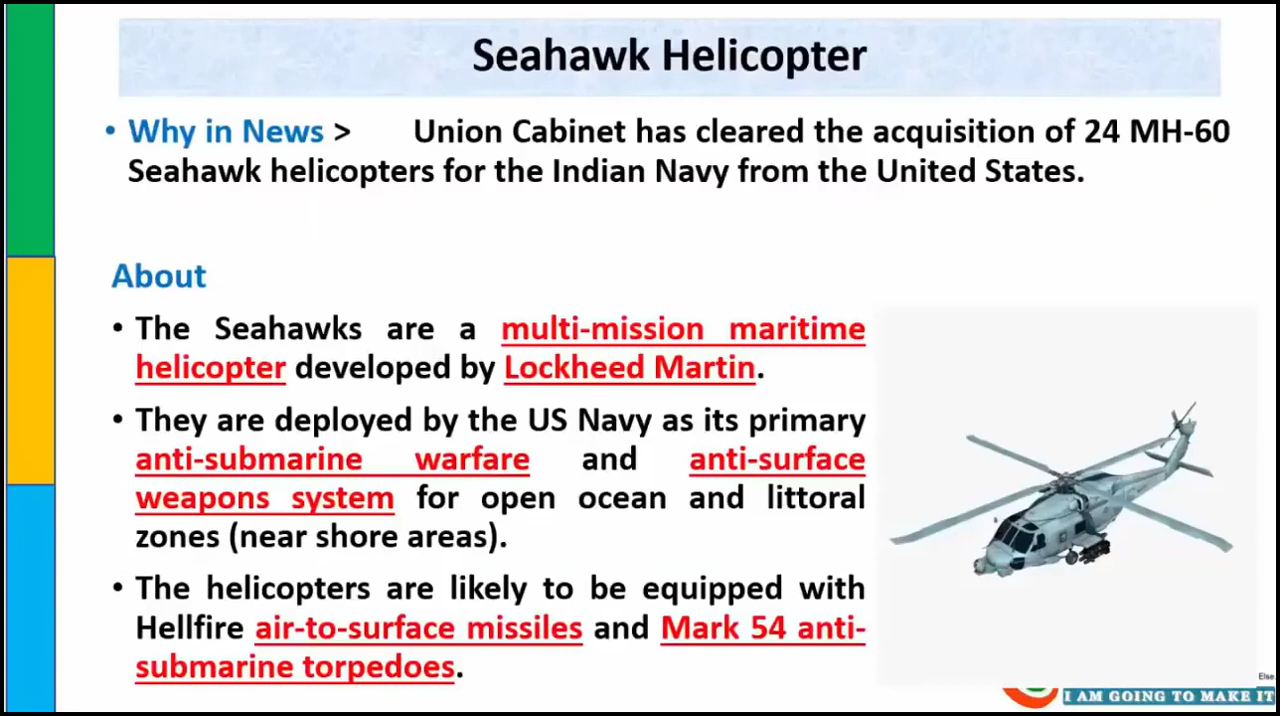 Seahawk Helicopter
• Why in News > Union Cabinet has cleared the acquisition of 24 MH-60
Seahawk helicopters for the Indian Navy from the United States.
About
• The Seahawks are a multi-mission maritime
helicopter developed by Lockheed Martin.
• They are deployed by the US Navy as its primary
anti-submarine warfare and anti-surface
weapons system for open ocean and littoral
zones (near shore areas).
• The helicopters are likely to be equipped with
Hellfire air-to-surface missiles and Mark 54 anti-
submarine torpedoes.
Else.
I AM GOING TO MAKE IT